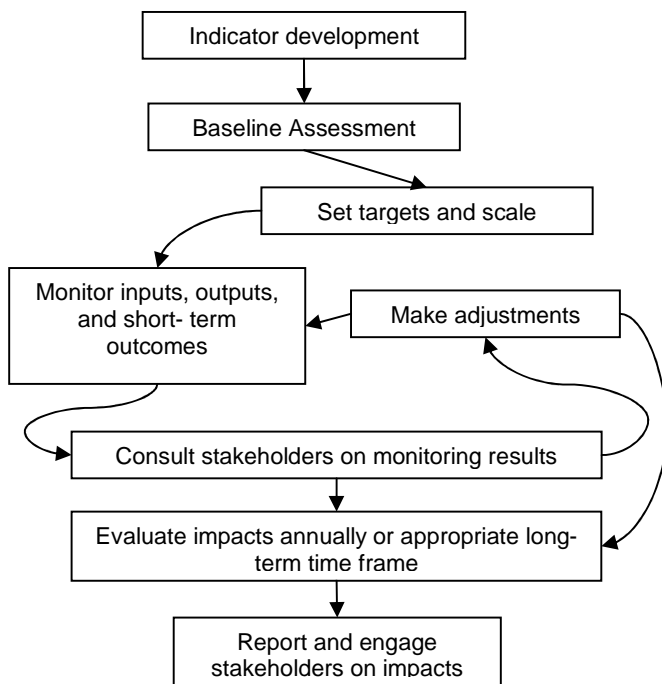 Indicator development
Baseline Assessment
Set targets and scale
Monitor inputs, outputs,
and short- term
outcomes
Make adjustments
Consult stakeholders on monitoring results
Evaluate impacts annually or appropriate long-
term time frame
Report and engage
stakeholders on impacts